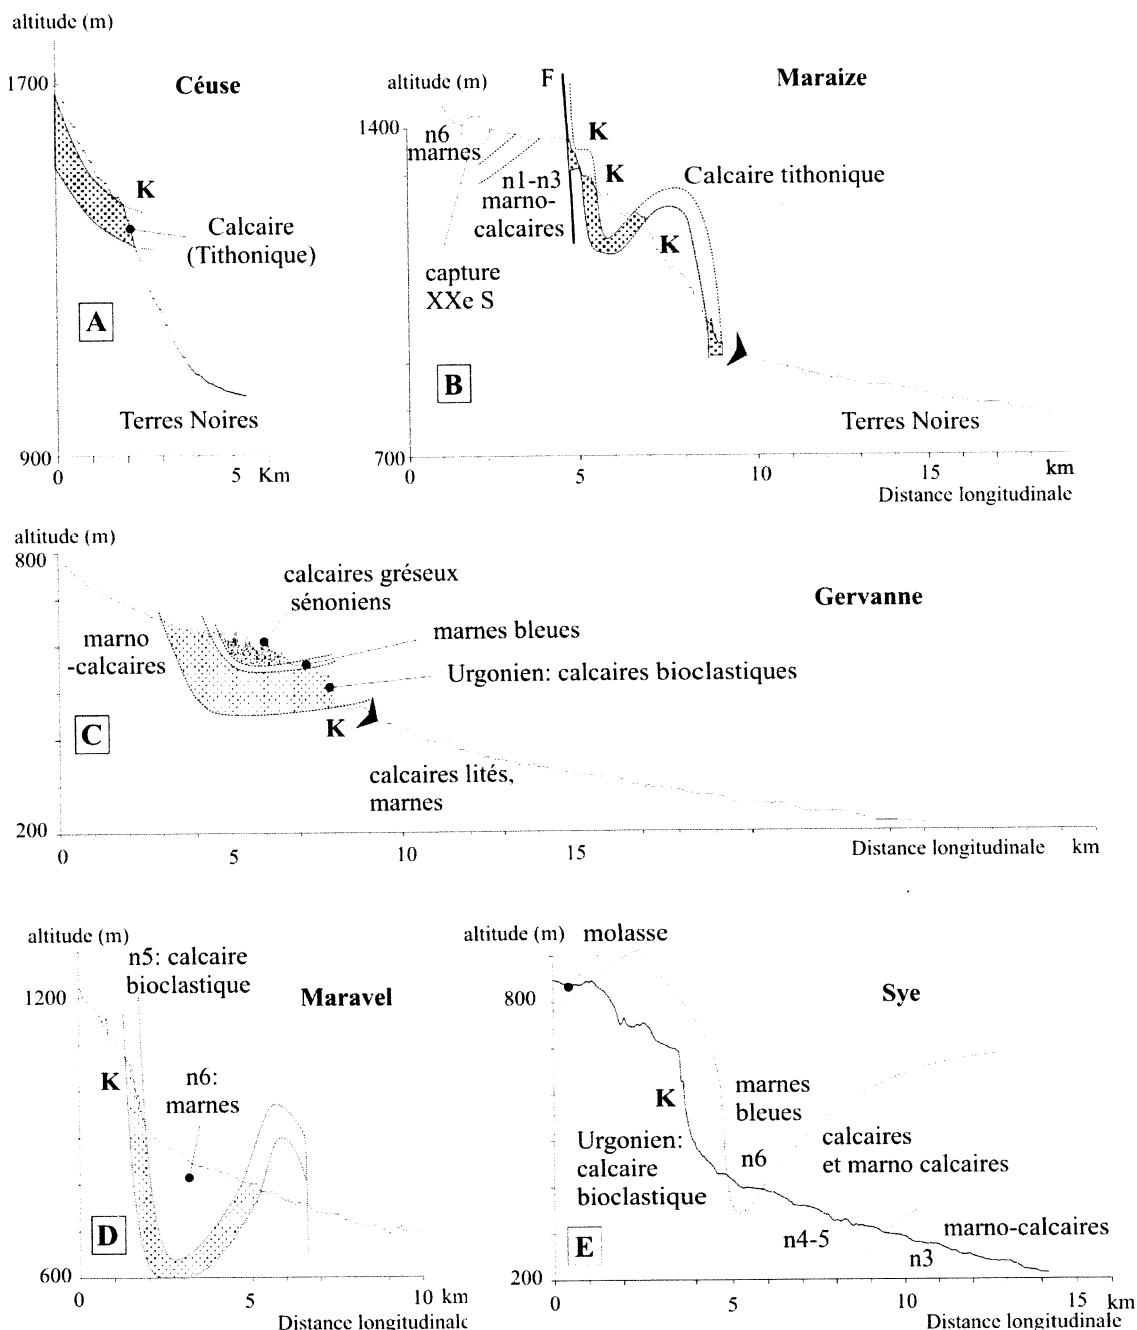 altitude (m)
1700
Céuse
K
Calcaire
(Tithonique)
A
Terres Noires
900
0
5 Km
altitude (m)
F
Maraize
1400
n6
marnes
K
K
n1-n3
marno-
calcaires
Calcaire tithonique
K
capture
XXe S
B
Terres Noires
700
0
5
10
15
km
Distance longitudinale
altitude (m)
800
calcaires gréseux
sénoniens
Gervanne
marno
-calcaires
marnes bleues
Urgonien: calcaires bioclastiques
C
K
calcaires lités,
marnes
200
0
5
10
15
Distance longitudinale km
altitude (m)
n5: calcaire
bioclastique
1200
Maravel
K
n6:
marnes
D
600
0
5
10 km
Distance longitudinale
altitude (m)
molasse
800
Sye
K
marnes
bleues
Urgonien:
calcaire
bioclastique
n6
calcaires
et marno calcaires
E
n4-5
marno-calcaires
n3
200
0
5
10
15
km
Distance longitudinale